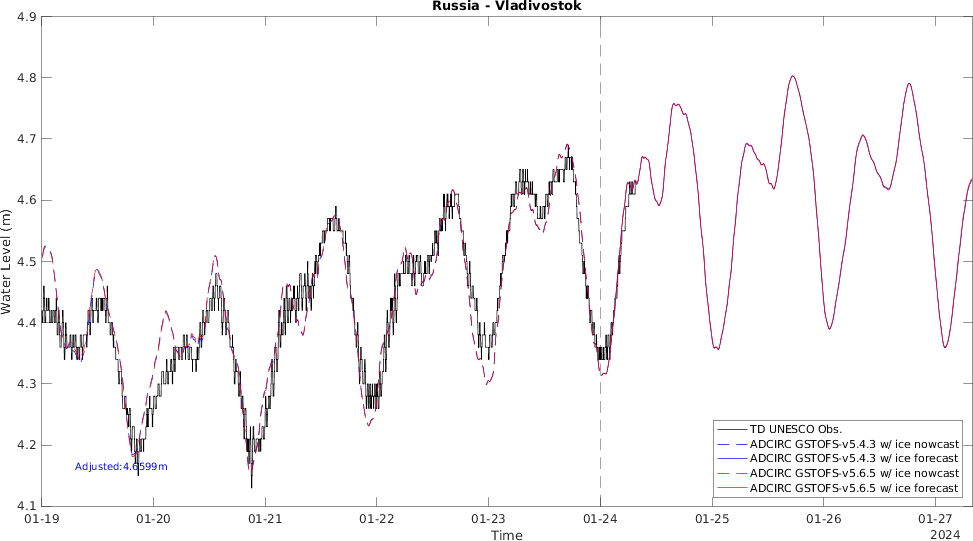 Russia - Vladivostok
Water Level (m)
4.9
4.8
4.7
4.6
4.5
4.4
4.3
4.2
4.1
Adjusted:4.6599m
TD UNESCO Obs.
ADCIRC GSTOFS-v5.4.3 w/ ice nowcast
ADCIRC GSTOFS-v5.4.3 w/ ice forecast
ADCIRC GSTOFS-v5.6.5 w/ ice nowcast
ADCIRC GSTOFS-v5.6.5 w/ ice forecast
01-19 01-20 01-21 01-22 01-23 01-24 01-25 01-26 01-27
Time
2024